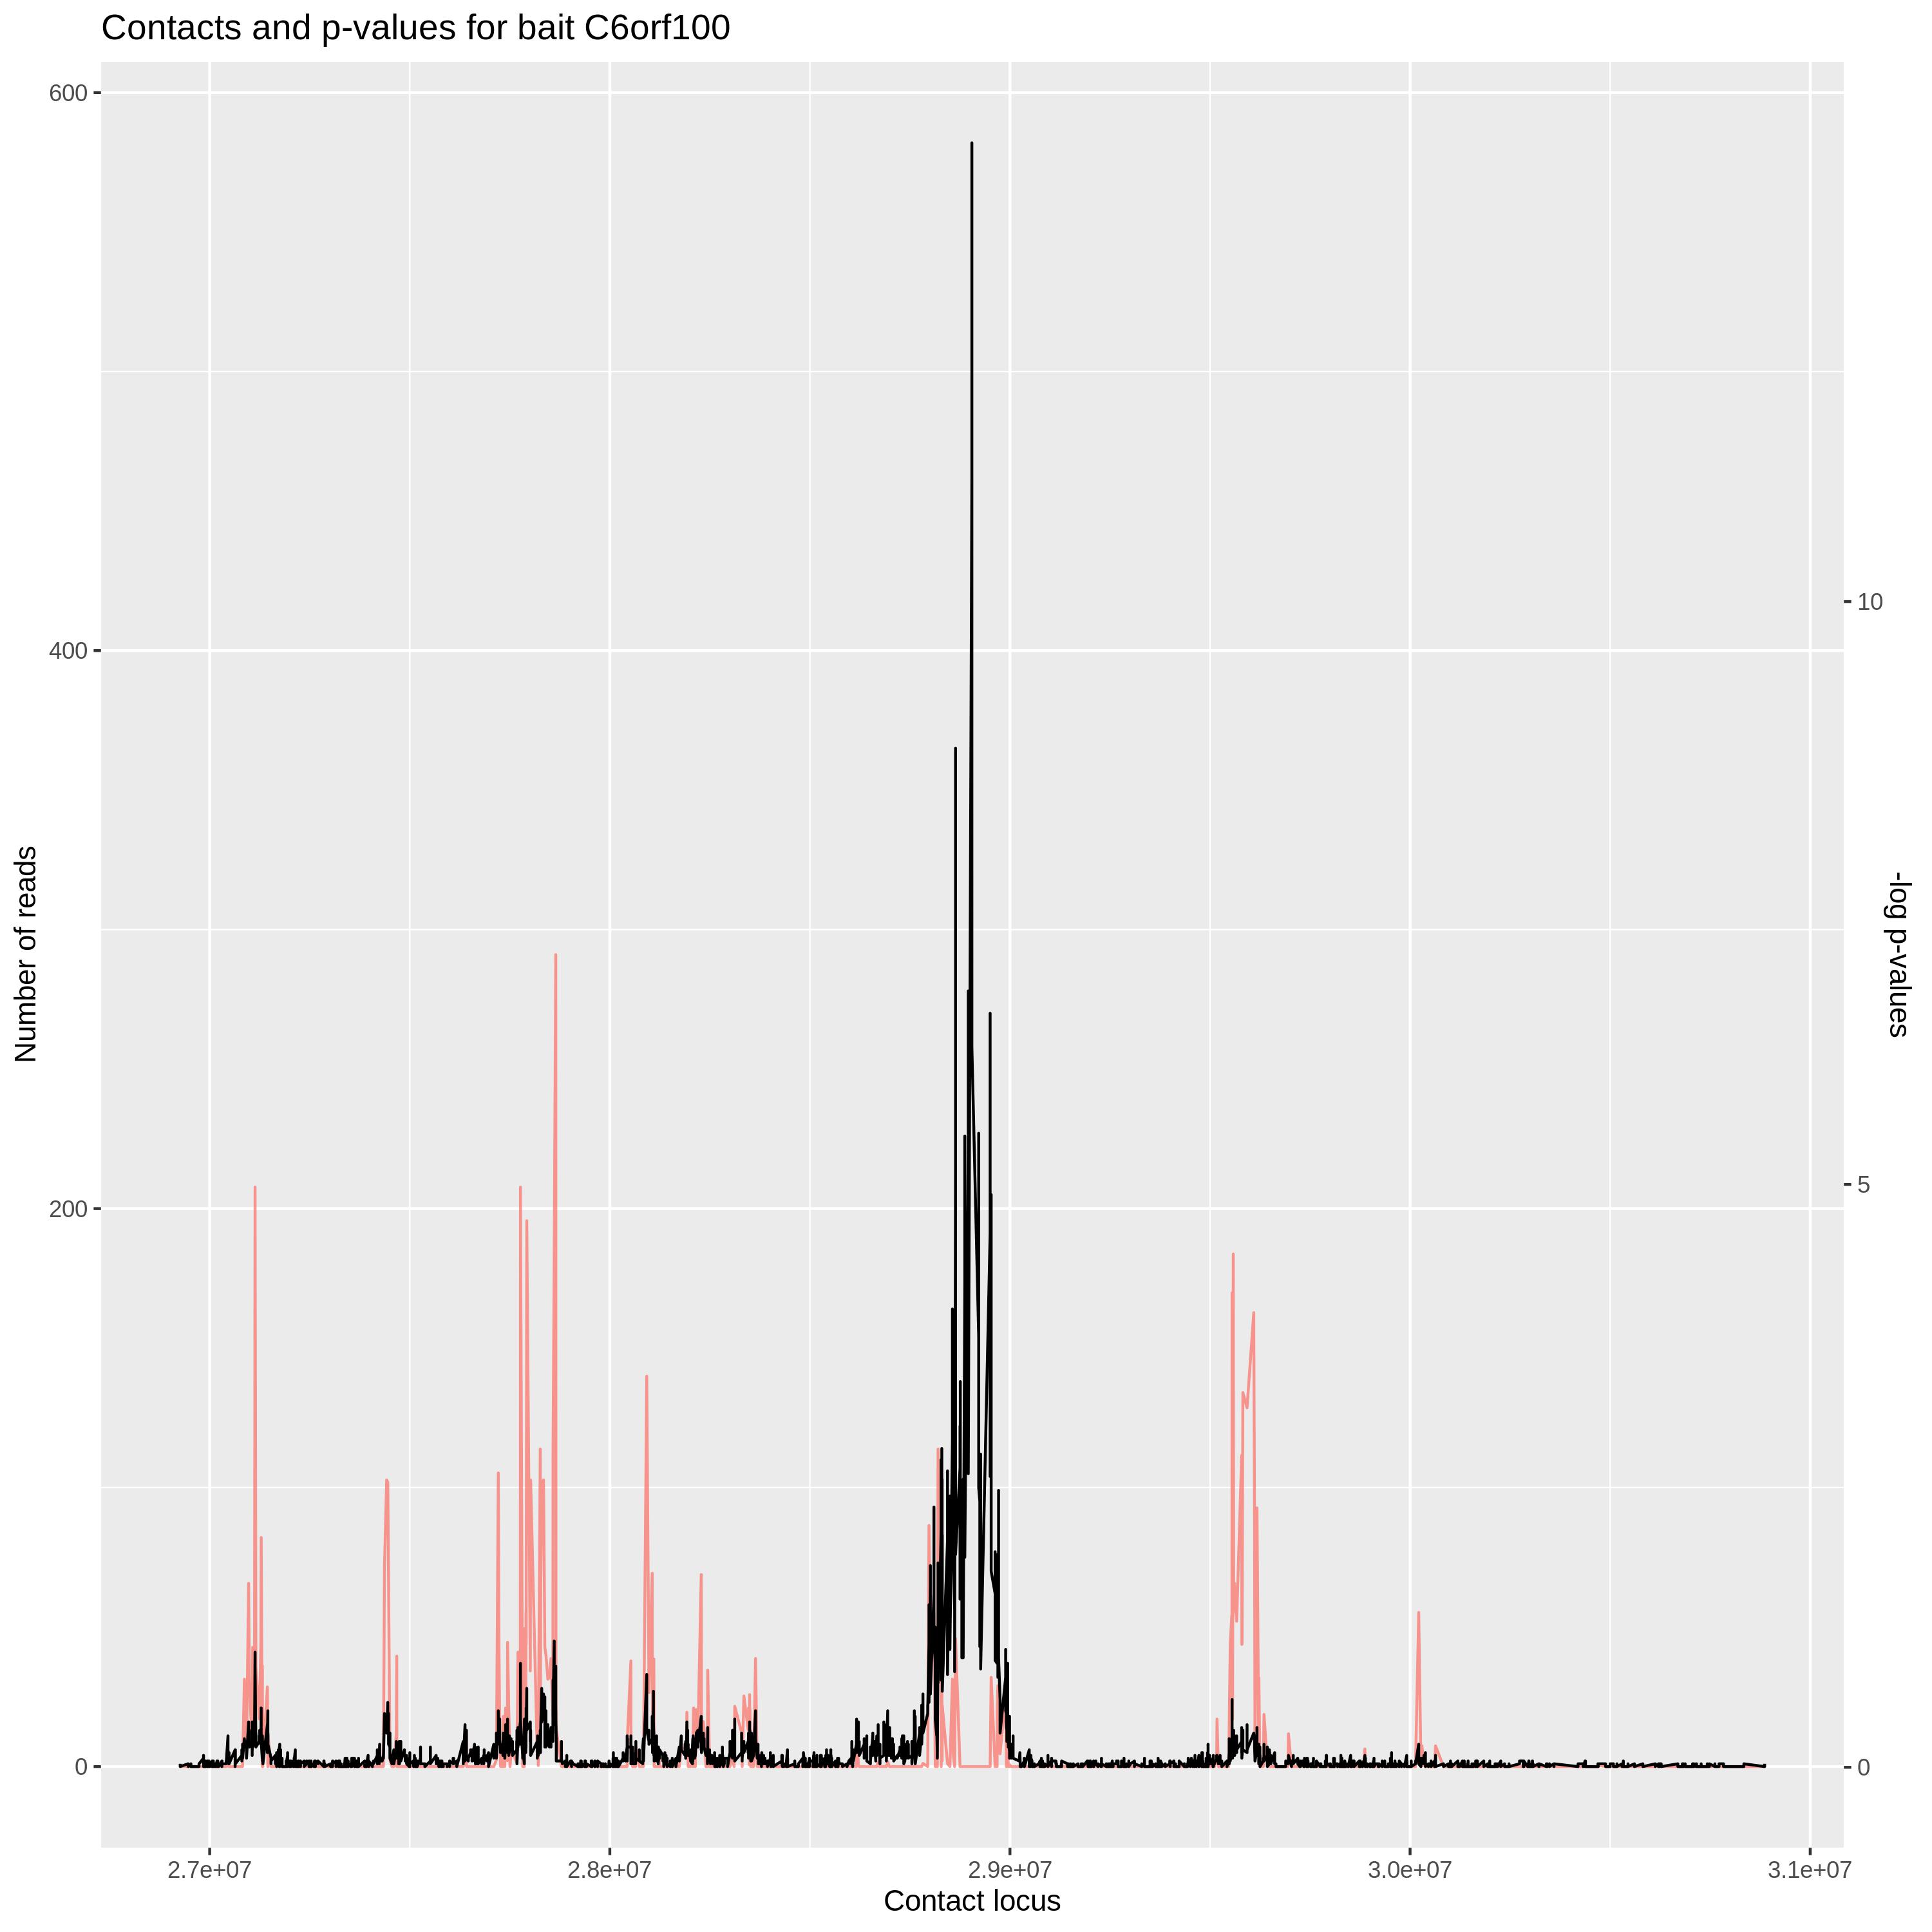 Contacts and p-values for bait C6orf100
600
400
200
0
Number of reads
10
5
0
-log p-values
2.7e+07
2.8e+07
2.9e+07
3.0e+07
3.1e+07
Contact locus